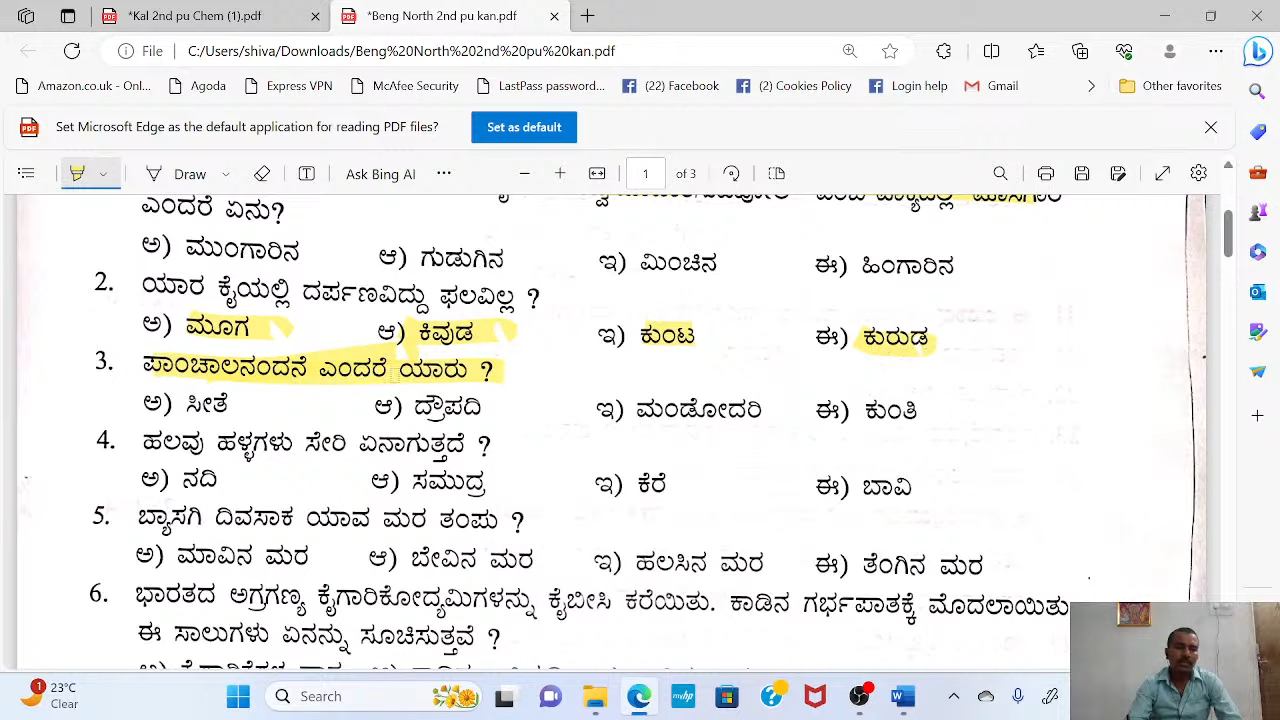 *Kal 2nd pu Chem (1).pdf *Beng North 2nd pu kan.pdf
File C:/Users/shiva/Downloads/Beng%20North%202nd%20pu%20kan.pdf
Amazon.co.uk - Onl... Agoda Express VPN McAfee Security LastPass password... (22) Facebook (2) Cookies Policy Login help Gmail Other favorites
Set Microsoft Edge as the default application for reading PDF files? Set as default
Draw Ask Bing AI 1 of 3
ಎಂದರೆ ಏನು?
ಅ) ಮುಂಗಾರಿನ ಆ) ಗುಡುಗಿನ ಇ) ಮಿಂಚಿನ ಈ) ಹಿಂಗಾರಿನ
2. ಯಾರ ಕೈಯಲ್ಲಿ ದರ್ಪಣವಿದ್ದು ಫಲವಿಲ್ಲ ?
ಅ) ಮೂಗ ಆ) ಕಿವುಡ ಇ) ಕುಂಟ ಈ) ಕುರುಡ
3. ಪಾಂಚಾಲನಂದನೆ ಎಂದರೆ ಯಾರು ?
ಅ) ಸೀತೆ ಆ) ದ್ರೌಪದಿ ಇ) ಮಂಡೋದರಿ ಈ) ಕುಂತಿ
4. ಹಲವು ಹಳ್ಳಗಳು ಸೇರಿ ಏನಾಗುತ್ತದೆ ?
ಅ) ನದಿ ಆ) ಸಮುದ್ರ ಇ) ಕೆರೆ ಈ) ಬಾವಿ
5. ಬ್ಯಾಸಗಿ ದಿವಸಾಕ ಯಾವ ಮರ ತಂಪು ?
ಅ) ಮಾವಿನ ಮರ ಆ) ಬೇವಿನ ಮರ ಇ) ಹಲಸಿನ ಮರ ಈ) ತೆಂಗಿನ ಮರ
6. ಭಾರತದ ಅಗ್ರಗಣ್ಯ ಕೈಗಾರಿಕೋದ್ಯಮಿಗಳನ್ನು ಕೈಬೀಸಿ ಕರೆಯಿತು. ಕಾಡಿನ ಗರ್ಭಪಾತಕ್ಕೆ ಮೊದಲಾಯಿತು
ಈ ಸಾಲುಗಳು ಏನನ್ನು ಸೂಚಿಸುತ್ತವೆ ?
1 23°C
Clear
Search